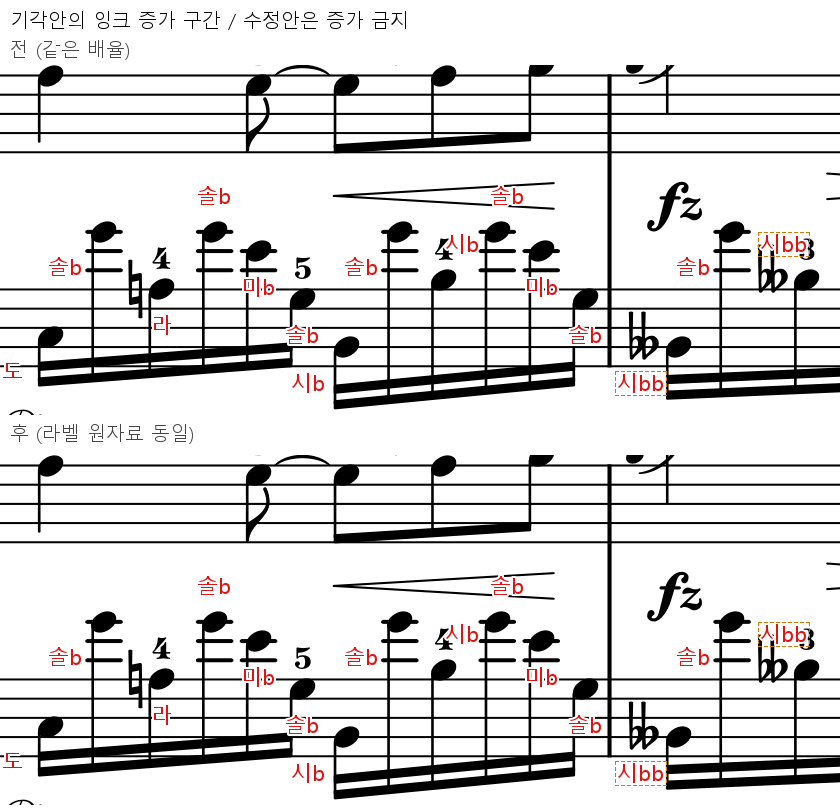 기각안의 잉크 증가 구간 / 수정안은 증가 금지
전 (같은 배율)
솔b 솔b
솔b 4 미b 5 솔b 4 시b 미b fz 솔b 시bb 3
라 솔b 솔b
도 시b 시bb
후 (라벨 원자료 동일)
솔b 솔b
솔b 4 미b 5 솔b 4 시b 미b fz 솔b 시bb 3
라 솔b 솔b
도 시b 시bb